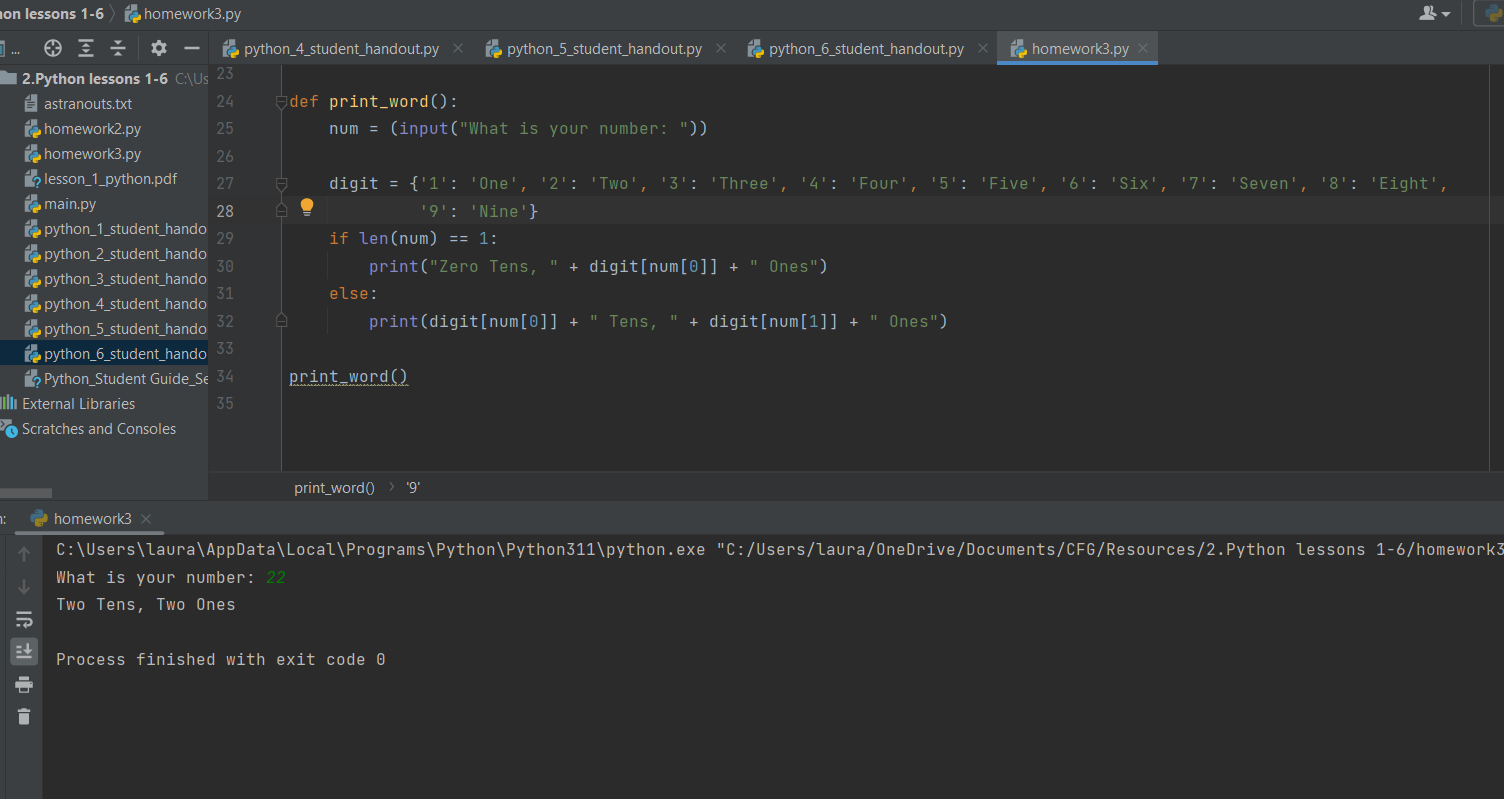 on lessons 1-6 homework3.py
... python_4_student_handout.py python_5_student_handout.py python_6_student_handout.py homework3.py
2.Python lessons 1-6 C:\Us
astranouts.txt
homework2.py
homework3.py
lesson_1_python.pdf
main.py
python_1_student_hando
python_2_student_hando
python_3_student_hando
python_4_student_hando
python_5_student_hando
python_6_student_hando
Python_Student Guide_Se
External Libraries
Scratches and Consoles
23
24 def print_word():
25 num = (input("What is your number: "))
26
27 digit = {'1': 'One', '2': 'Two', '3': 'Three', '4': 'Four', '5': 'Five', '6': 'Six', '7': 'Seven', '8': 'Eight',
28 '9': 'Nine'}
29 if len(num) == 1:
30 print("Zero Tens, " + digit[num[0]] + " Ones")
31 else:
32 print(digit[num[0]] + " Tens, " + digit[num[1]] + " Ones")
33
34 print_word()
35
print_word() '9'
: homework3
C:\Users\laura\AppData\Local\Programs\Python\Python311\python.exe "C:/Users/laura/OneDrive/Documents/CFG/Resources/2.Python lessons 1-6/homework3
What is your number: 22
Two Tens, Two Ones
Process finished with exit code 0